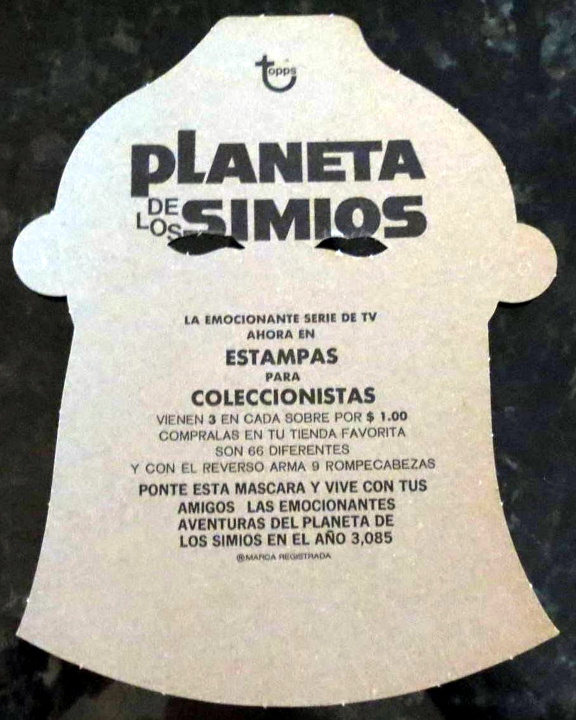 topps
PLANETA
DE LOS SIMIOS
LA EMOCIONANTE SERIE DE TV
AHORA EN
ESTAMPAS
PARA
COLECCIONISTAS
VIENEN 3 EN CADA SOBRE POR $ 1.00
COMPRALAS EN TU TIENDA FAVORITA
SON 66 DIFERENTES
Y CON EL REVERSO ARMA 9 ROMPECABEZAS
PONTE ESTA MASCARA Y VIVE CON TUS
AMIGOS LAS EMOCIONANTES
AVENTURAS DEL PLANETA DE
LOS SIMIOS EN EL AÑO 3,085
®MARCA REGISTRADA